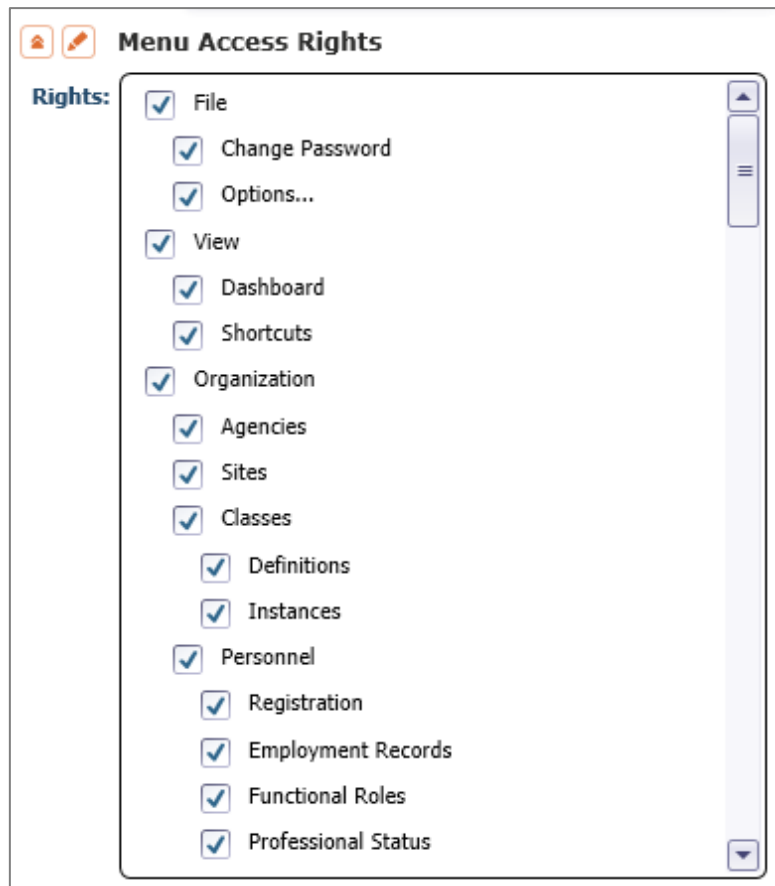 Menu Access Rights
Rights:
File
Change Password
Options...
View
Dashboard
Shortcuts
Organization
Agencies
Sites
Classes
Definitions
Instances
Personnel
Registration
Employment Records
Functional Roles
Professional Status